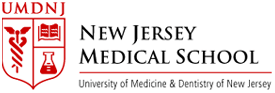 UMDNJ
NEW JERSEY
MEDICAL SCHOOL
University of Medicine & Dentistry of New Jersey